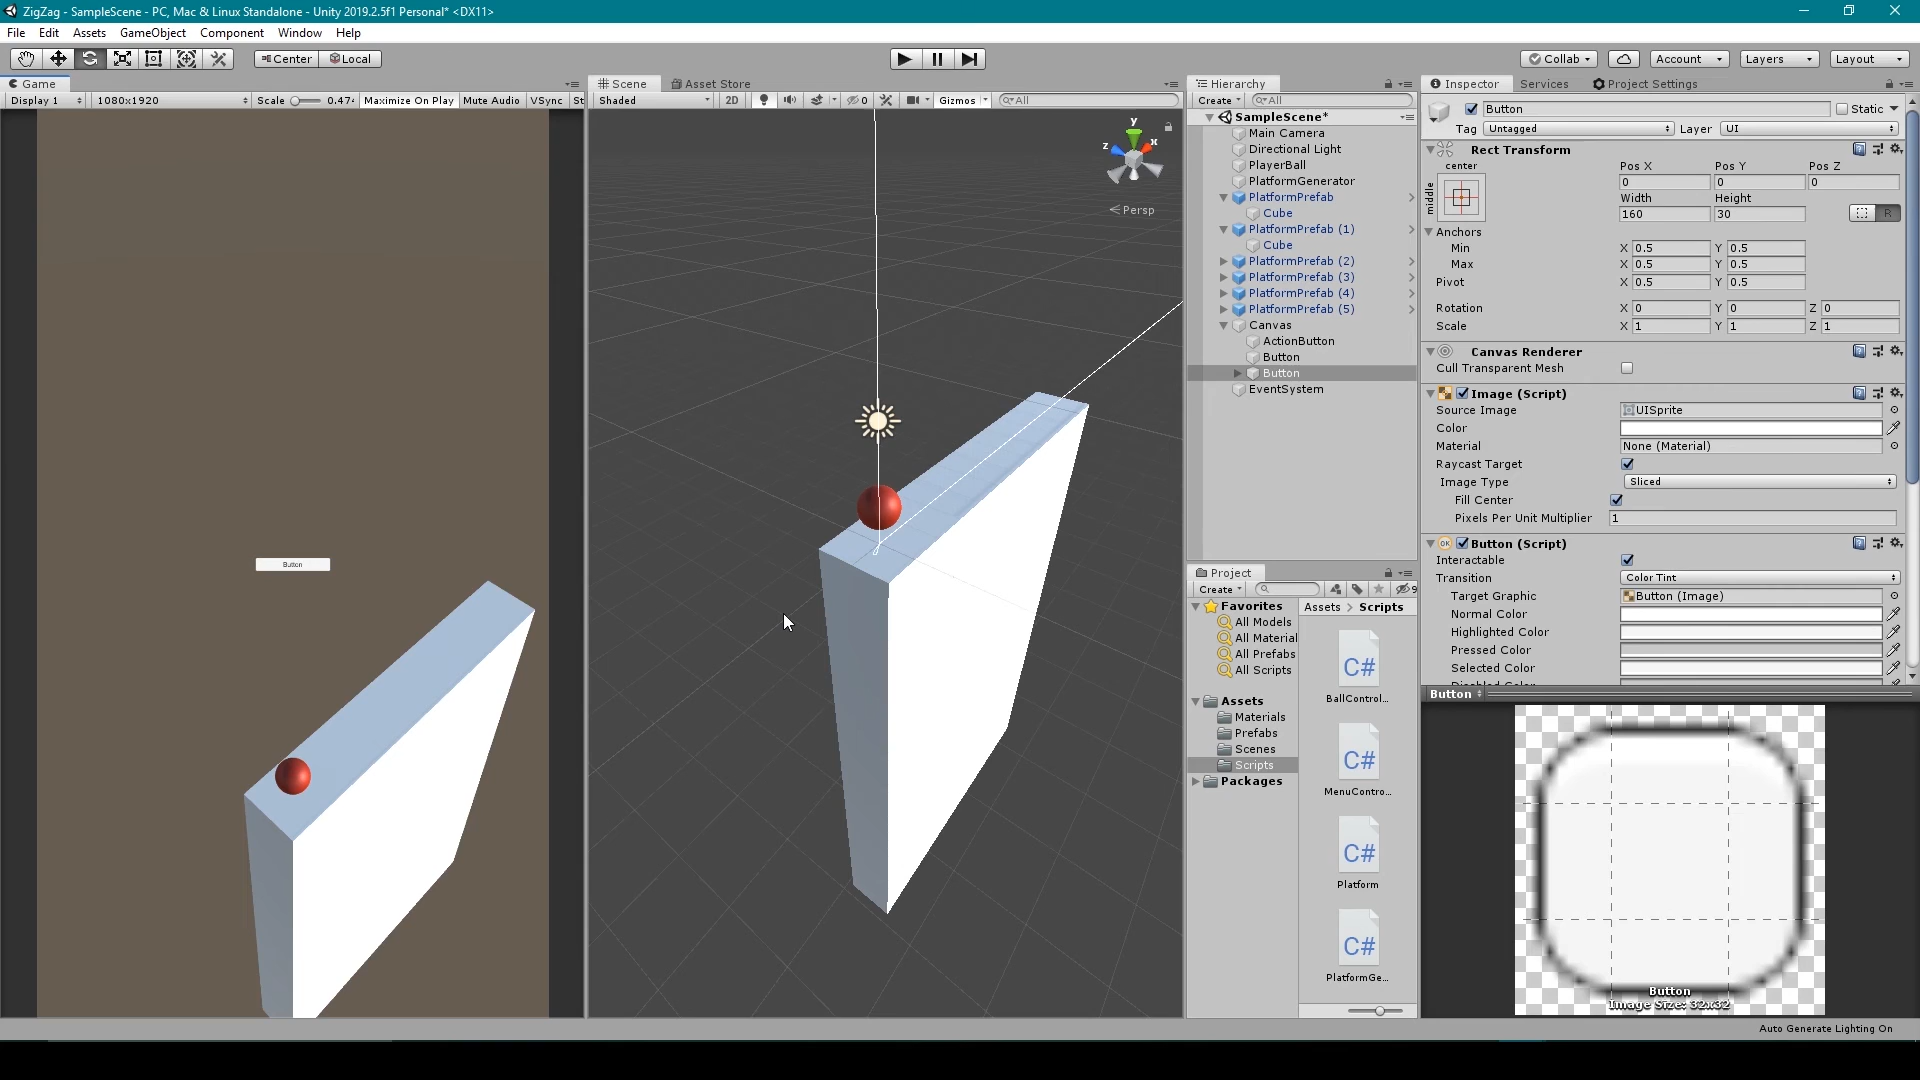 ZigZag - SampleScene - PC, Mac & Linux Standalone - Unity 2019.2.5f1 Personal* <DX11>
File Edit Assets GameObject Component Window Help
Center Local
Collab Account Layers Layout
Game
Display 1 1080x1920 Scale 0.47 Maximize On Play Mute Audio VSync St
Button
Scene Asset Store
Shaded 2D 0 Gizmos All
y
z x
< Persp
Hierarchy
Create All
SampleScene*
Main Camera
Directional Light
PlayerBall
PlatformGenerator
PlatformPrefab
Cube
PlatformPrefab (1)
Cube
PlatformPrefab (2)
PlatformPrefab (3)
PlatformPrefab (4)
PlatformPrefab (5)
Canvas
ActionButton
Button
Button
EventSystem
Project
Create 9
Favorites
All Models
All Material
All Prefabs
All Scripts
Assets
Materials
Prefabs
Scenes
Scripts
Packages
Assets > Scripts
C#
BallControl...
C#
MenuContro...
C#
Platform
C#
PlatformGe...
Inspector Services Project Settings
Button Static
Tag Untagged Layer UI
Rect Transform
center
middle
Pos X Pos Y Pos Z
0 0 0
Width Height
160 30 R
Anchors
Min X 0.5 Y 0.5
Max X 0.5 Y 0.5
Pivot X 0.5 Y 0.5
Rotation X 0 Y 0 Z 0
Scale X 1 Y 1 Z 1
Canvas Renderer
Cull Transparent Mesh
Image (Script)
Source Image UISprite
Color
Material None (Material)
Raycast Target
Image Type Sliced
Fill Center
Pixels Per Unit Multiplier 1
OK Button (Script)
Interactable
Transition Color Tint
Target Graphic Button (Image)
Normal Color
Highlighted Color
Pressed Color
Selected Color
Disabled Color
Button
Button
Image Size: 32x32
Auto Generate Lighting On